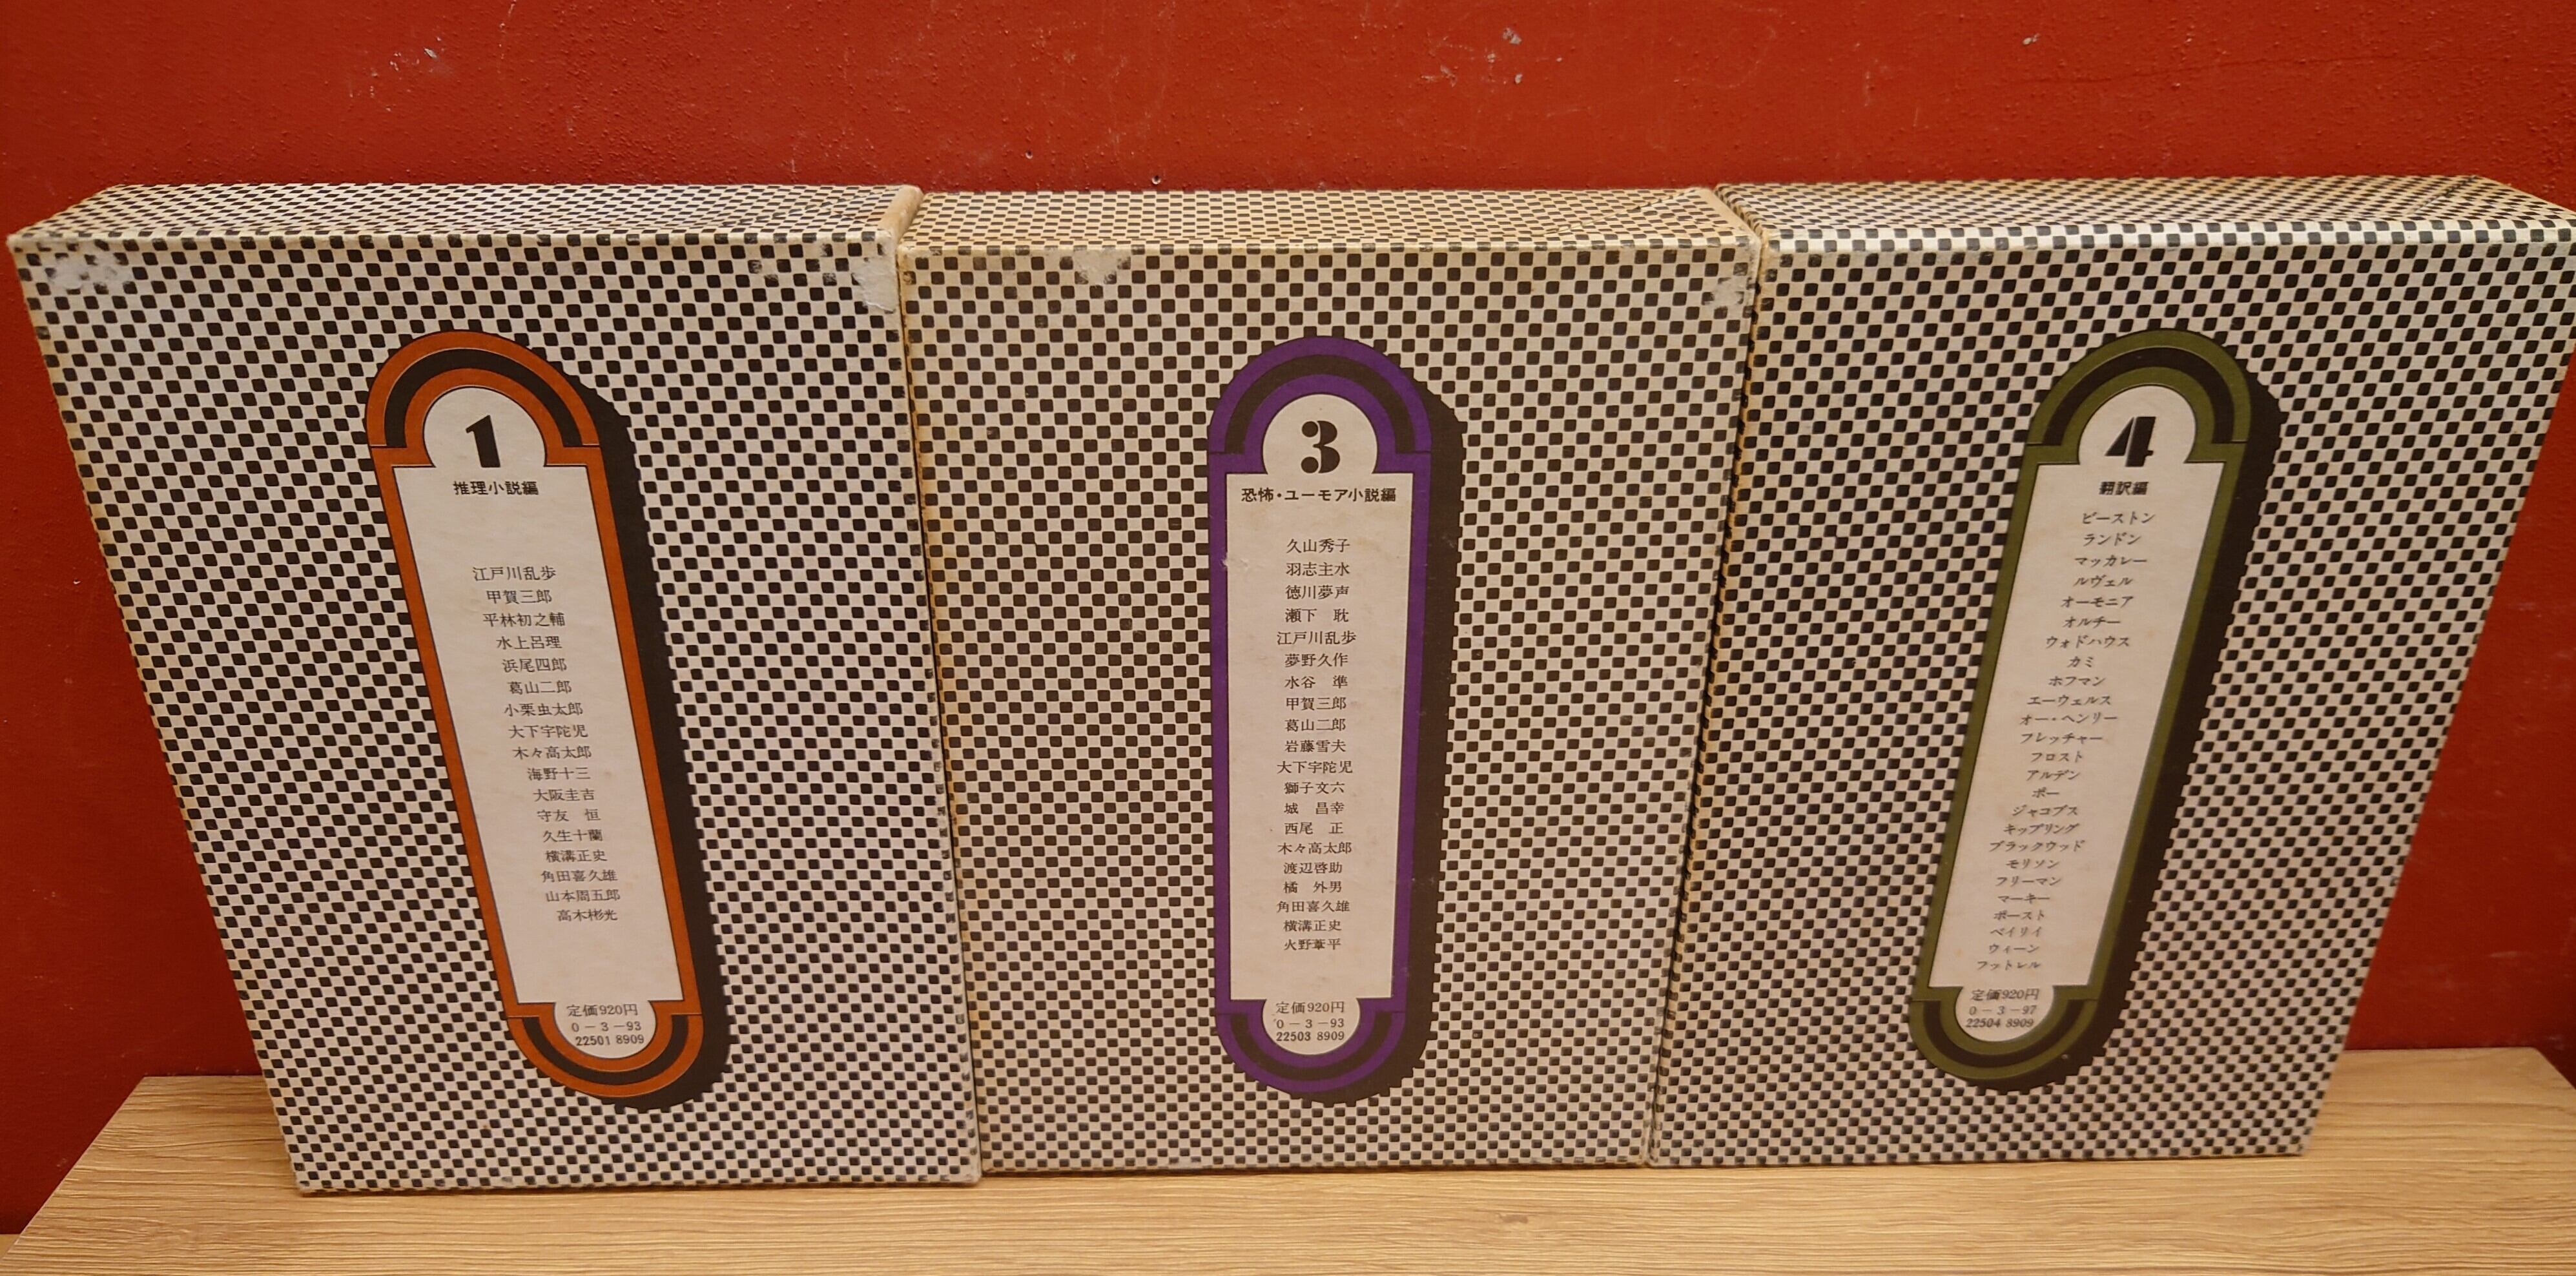 1
推理小説編
江戸川乱歩
甲賀三郎
平林初之輔
水上呂理
浜尾四郎
葛山二郎
小栗虫太郎
大下宇陀児
木々高太郎
海野十三
大阪圭吉
守友 恒
久生十蘭
横溝正史
角田喜久雄
山本周五郎
高木彬光
定価920円
0-3-93
22501 8909
3
恐怖・ユーモア小説編
久山秀子
羽志主水
徳川夢声
瀬下 耽
江戸川乱歩
夢野久作
水谷 準
甲賀三郎
葛山二郎
岩藤雪夫
大下宇陀児
獅子文六
城 昌幸
西尾 正
木々高太郎
渡辺啓助
橘 外男
角田喜久雄
横溝正史
火野葦平
定価920円
0-3-93
22503 8909
4
翻訳編
ビーストン
ランドン
マッカレー
ルヴェル
オーモニア
オルチー
ウォドハウス
カミ
ホフマン
エーウェルス
オー・ヘンリー
フレッチャー
フロスト
アルデン
ポー
ジャコブス
キップリング
ブラックウッド
モリソン
フリーマン
マーキー
ポースト
ベイリイ
ウィーン
フットレル
定価920円
0-3-97
22504 8909